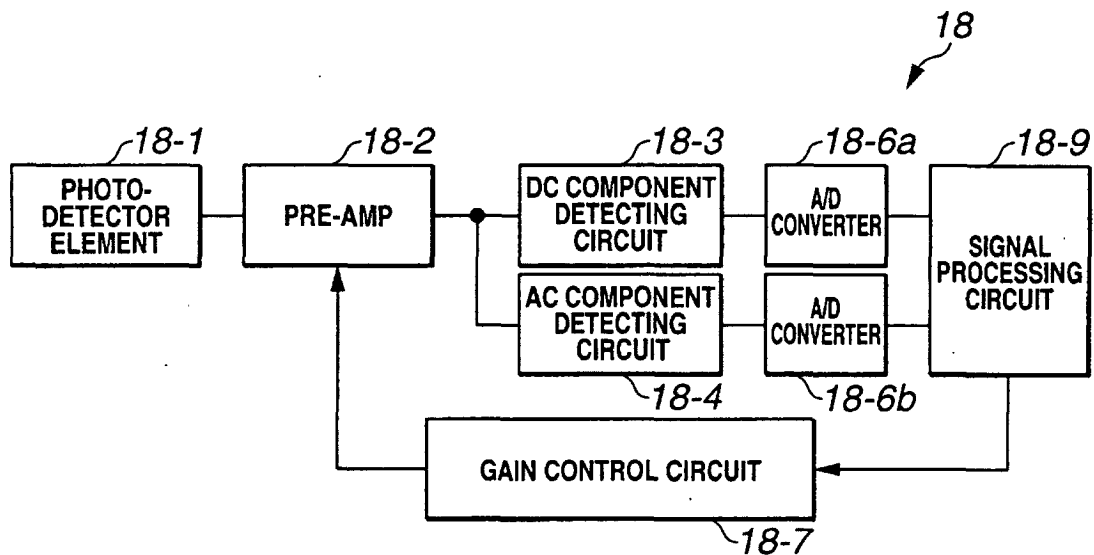 18
18-1
PHOTO-
DETECTOR
ELEMENT
18-2
PRE-AMP
18-3
DC COMPONENT
DETECTING
CIRCUIT
18-6a
A/D
CONVERTER
18-9
SIGNAL
PROCESSING
CIRCUIT
AC COMPONENT
DETECTING
CIRCUIT
18-4
A/D
CONVERTER
18-6b
GAIN CONTROL CIRCUIT
18-7